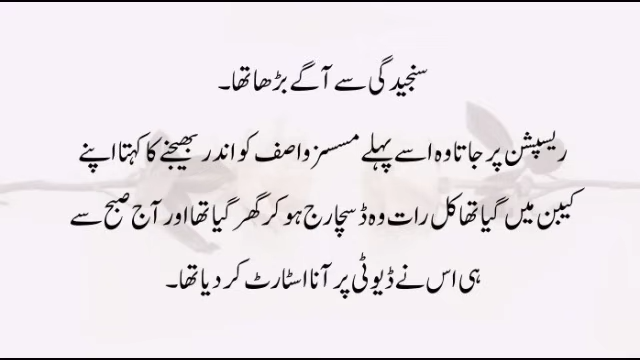 سنجیدگی سے آگے بڑھا تھا۔
ریسپشن پر جاتا وہ اسے پہلے مسسز واصف کو اندر بھیجنے کا کہتا اپنے
کیبن میں گیا تھا کل رات وہ ڈسچارج ہو کر گھر گیا تھا اور آج صبح سے
ہی اس نے ڈیوٹی پر آنا اسٹارٹ کر دیا تھا۔